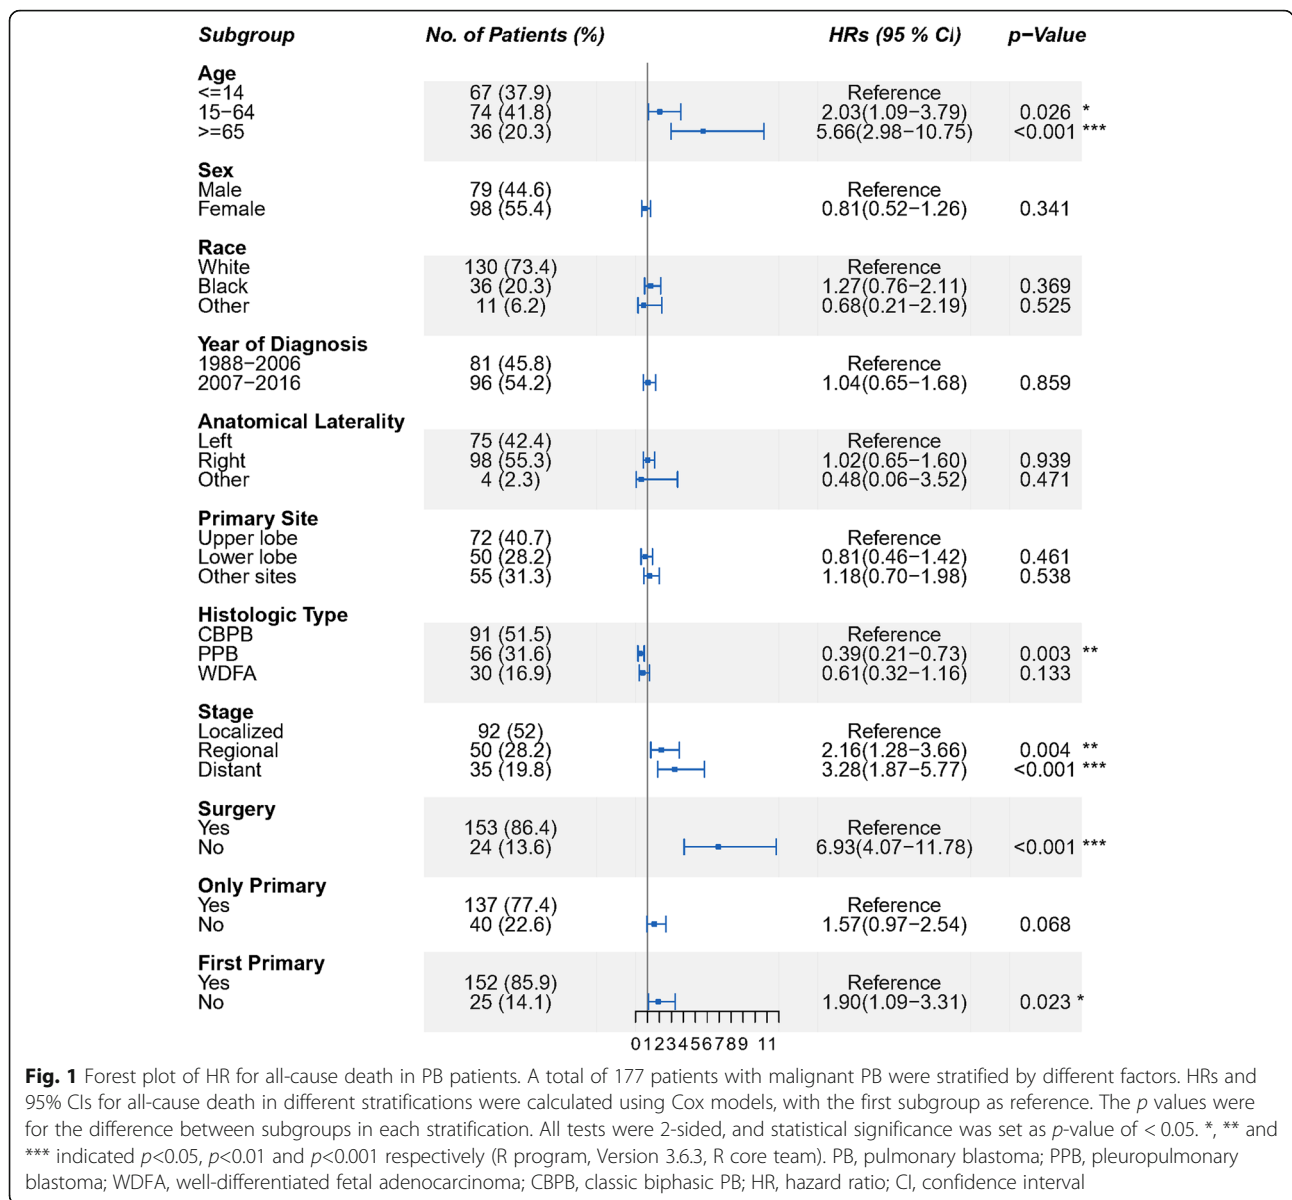 Subgroup No. of Patients (%) HRs (95 % CI) p−Value
Age
<=14 67 (37.9) Reference
15−64 74 (41.8) 2.03(1.09−3.79) 0.026 *
>=65 36 (20.3) 5.66(2.98−10.75) <0.001 ***
Sex
Male 79 (44.6) Reference
Female 98 (55.4) 0.81(0.52−1.26) 0.341
Race
White 130 (73.4) Reference
Black 36 (20.3) 1.27(0.76−2.11) 0.369
Other 11 (6.2) 0.68(0.21−2.19) 0.525
Year of Diagnosis
1988−2006 81 (45.8) Reference
2007−2016 96 (54.2) 1.04(0.65−1.68) 0.859
Anatomical Laterality
Left 75 (42.4) Reference
Right 98 (55.3) 1.02(0.65−1.60) 0.939
Other 4 (2.3) 0.48(0.06−3.52) 0.471
Primary Site
Upper lobe 72 (40.7) Reference
Lower lobe 50 (28.2) 0.81(0.46−1.42) 0.461
Other sites 55 (31.3) 1.18(0.70−1.98) 0.538
Histologic Type
CBPB 91 (51.5) Reference
PPB 56 (31.6) 0.39(0.21−0.73) 0.003 **
WDFA 30 (16.9) 0.61(0.32−1.16) 0.133
Stage
Localized 92 (52) Reference
Regional 50 (28.2) 2.16(1.28−3.66) 0.004 **
Distant 35 (19.8) 3.28(1.87−5.77) <0.001 ***
Surgery
Yes 153 (86.4) Reference
No 24 (13.6) 6.93(4.07−11.78) <0.001 ***
Only Primary
Yes 137 (77.4) Reference
No 40 (22.6) 1.57(0.97−2.54) 0.068
First Primary
Yes 152 (85.9) Reference
No 25 (14.1) 1.90(1.09−3.31) 0.023 *
0123456789 11
Fig. 1 Forest plot of HR for all-cause death in PB patients. A total of 177 patients with malignant PB were stratified by different factors. HRs and
95% CIs for all-cause death in different stratifications were calculated using Cox models, with the first subgroup as reference. The p values were
for the difference between subgroups in each stratification. All tests were 2-sided, and statistical significance was set as p-value of < 0.05. *, ** and
*** indicated p<0.05, p<0.01 and p<0.001 respectively (R program, Version 3.6.3, R core team). PB, pulmonary blastoma; PPB, pleuropulmonary
blastoma; WDFA, well-differentiated fetal adenocarcinoma; CBPB, classic biphasic PB; HR, hazard ratio; CI, confidence interval